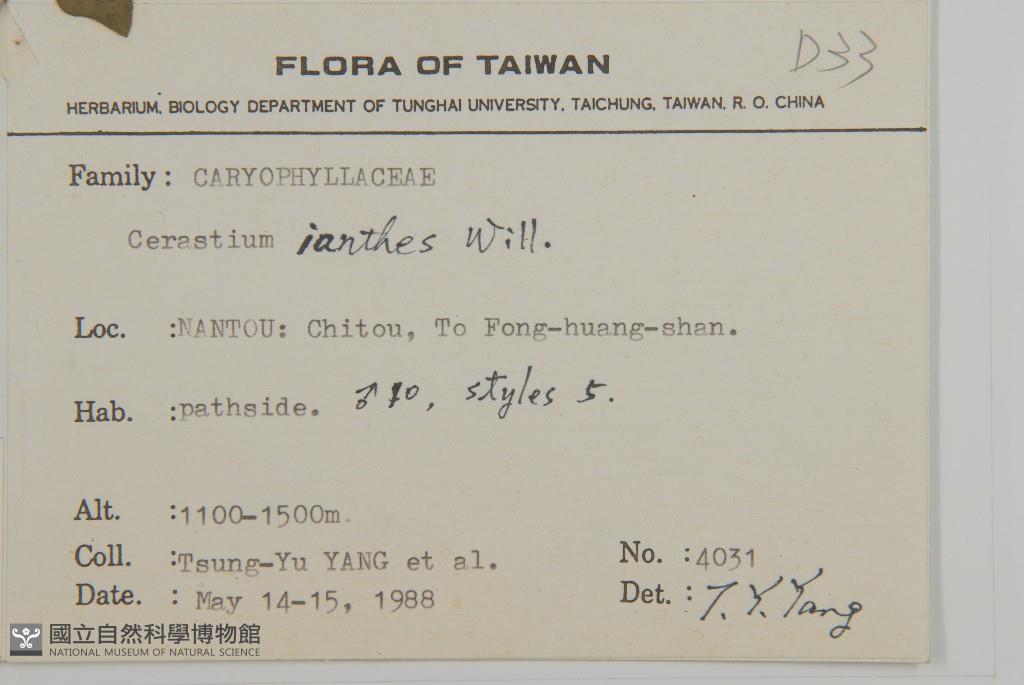 D33
FLORA OF TAIWAN
HERBARIUM, BIOLOGY DEPARTMENT OF TUNGHAI UNIVERSITY, TAICHUNG, TAIWAN, R. O. CHINA
Family: CARYOPHYLLACEAE
Cerastium ianthes Will.
Loc. :NANTOU: Chitou, To Fong-huang-shan.
Hab. :pathside. ♂ 10, styles 5.
Alt. :1100-1500m.
Coll. :Tsung-Yu YANG et al. No. :4031
Date. : May 14-15, 1988 Det. : T. Y. Yang
國立自然科學博物館
NATIONAL MUSEUM OF NATURAL SCIENCE